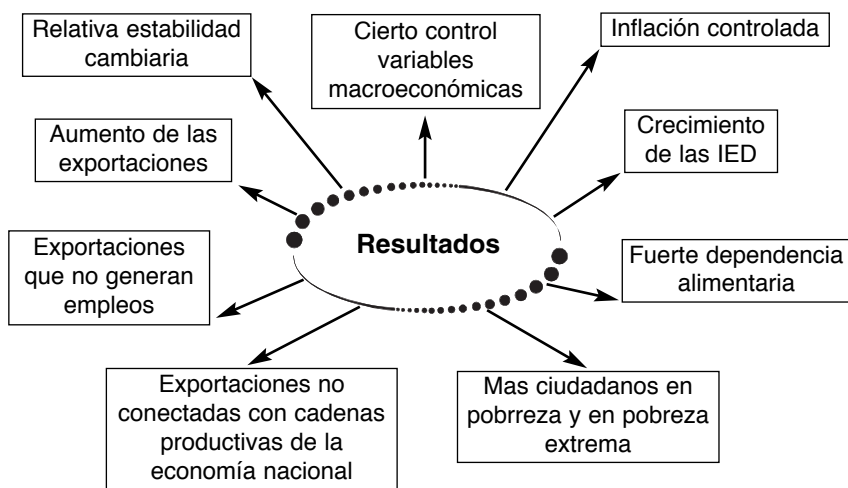 Relativa estabilidad
cambiaria
Cierto control
variables
macroeconómicas
Inflación controlada
Aumento de las
exportaciones
Crecimiento
de las IED
Resultados
Exportaciones
que no generan
empleos
Fuerte dependencia
alimentaria
Exportaciones no
conectadas con cadenas
productivas de la
economía nacional
Mas ciudadanos en
pobrreza y en pobreza
extrema